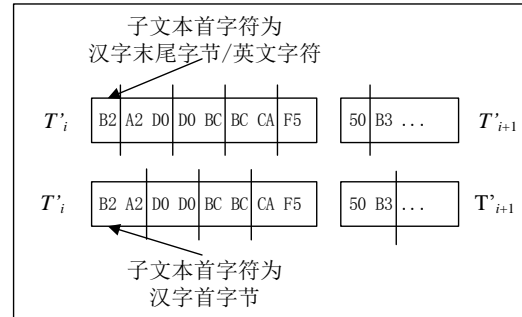 子文本首字符为
汉字末尾字节/英文字符
T’i B2 A2 D0 D0 BC BC CA F5 50 B3 ... T’i+1
T’i B2 A2 D0 D0 BC BC CA F5 50 B3 ... T’i+1
子文本首字符为
汉字首字节